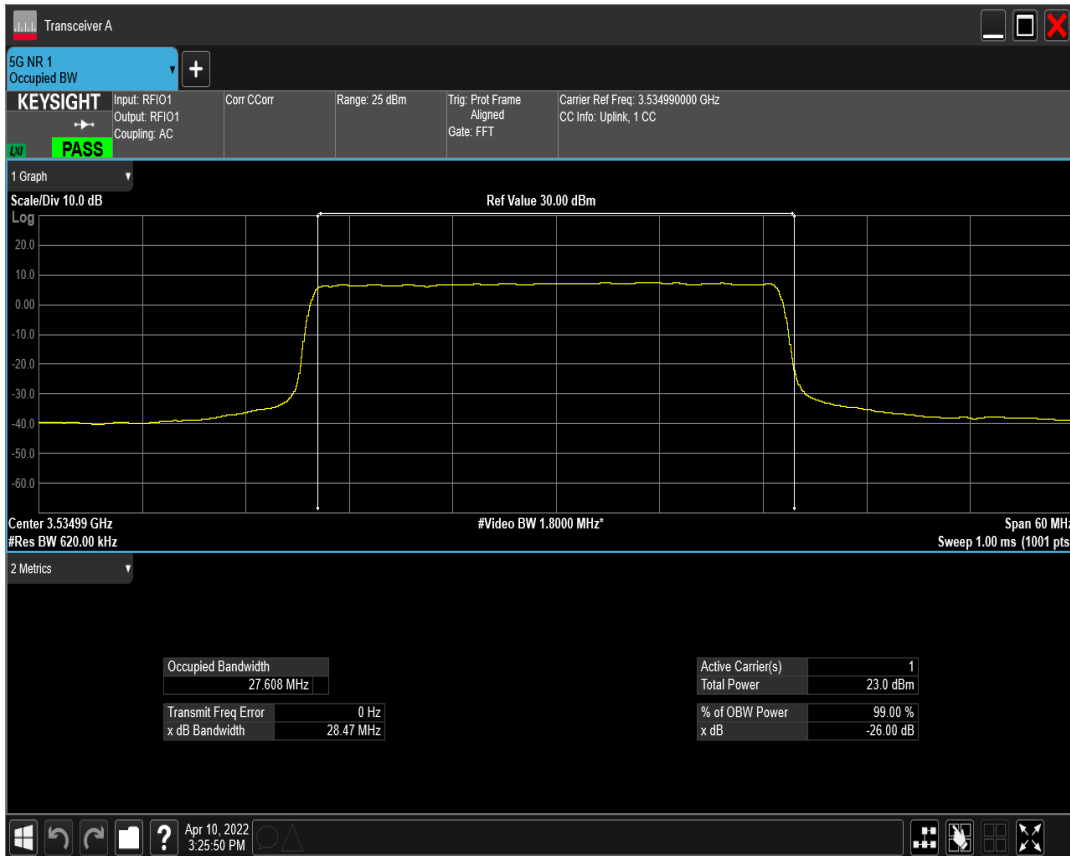 Transceiver A
5G NR 1
Occupied BW
KEYSIGHT
LXI
PASS
Input: RFIO1
Output: RFIO1
Coupling: AC
Corr CCorr
Range: 25 dBm
Trig: Prot Frame
Aligned
Gate: FFT
Carrier Ref Freq: 3.534990000 GHz
CC Info: Uplink, 1 CC
1 Graph
Scale/Div 10.0 dB
Ref Value 30.00 dBm
Log
20.0
10.0
0.00
-10.0
-20.0
-30.0
-40.0
-50.0
-60.0
Center 3.53499 GHz
#Video BW 1.8000 MHz*
Span 60 MHz
#Res BW 620.00 kHz
Sweep 1.00 ms (1001 pts
2 Metrics
Occupied Bandwidth
27.608 MHz
Transmit Freq Error 0 Hz
x dB Bandwidth 28.47 MHz
Active Carrier(s) 1
Total Power 23.0 dBm
% of OBW Power 99.00 %
x dB -26.00 dB
?
Apr 10, 2022
3:25:50 PM